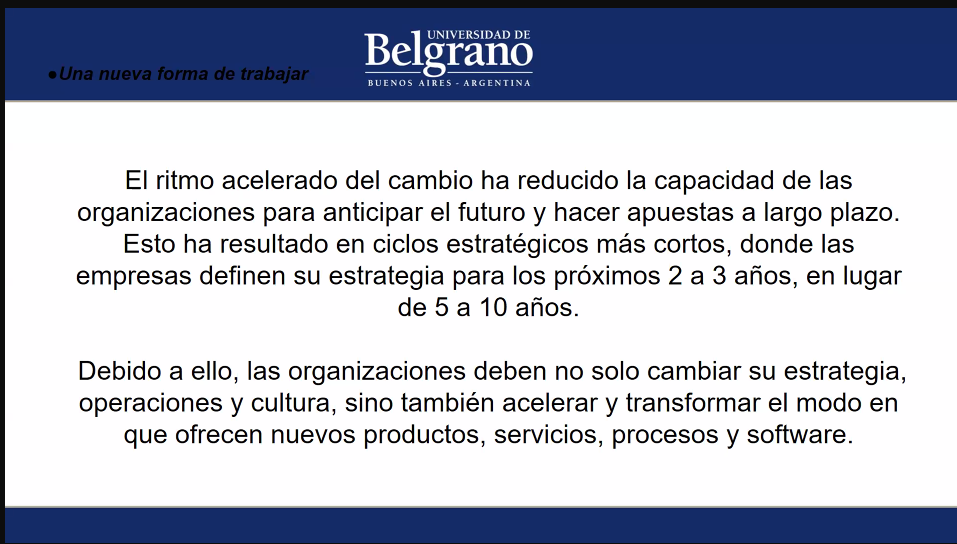 ●Una nueva forma de trabajar
UNIVERSIDAD DE
Belgrano
BUENOS AIRES - ARGENTINA
El ritmo acelerado del cambio ha reducido la capacidad de las
organizaciones para anticipar el futuro y hacer apuestas a largo plazo.
Esto ha resultado en ciclos estratégicos más cortos, donde las
empresas definen su estrategia para los próximos 2 a 3 años, en lugar
de 5 a 10 años.
Debido a ello, las organizaciones deben no solo cambiar su estrategia,
operaciones y cultura, sino también acelerar y transformar el modo en
que ofrecen nuevos productos, servicios, procesos y software.